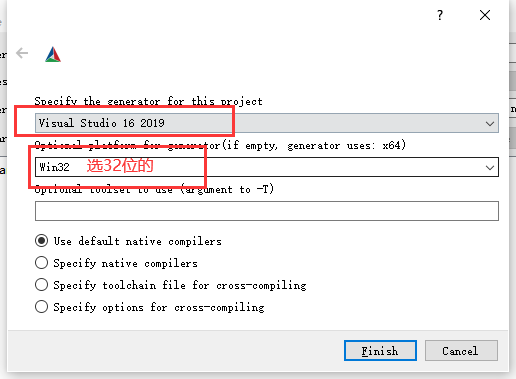 ?
Specify the generator for this project
Visual Studio 16 2019
Optional platform for generator(if empty, generator uses: x64)
Win32 选32位的
Optional toolset to use (argument to -T)
Use default native compilers
Specify native compilers
Specify toolchain file for cross-compiling
Specify options for cross-compiling
Finish Cancel